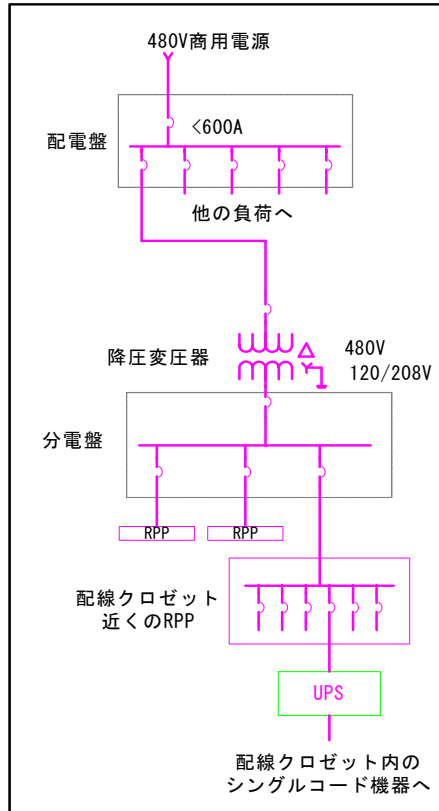 480V商用電源
<600A
配電盤
他の負荷へ
降圧変圧器
480V
120/208V
分電盤
RPP
RPP
配線クロゼット
近くのRPP
UPS
配線クロゼット内の
シングルコード機器へ